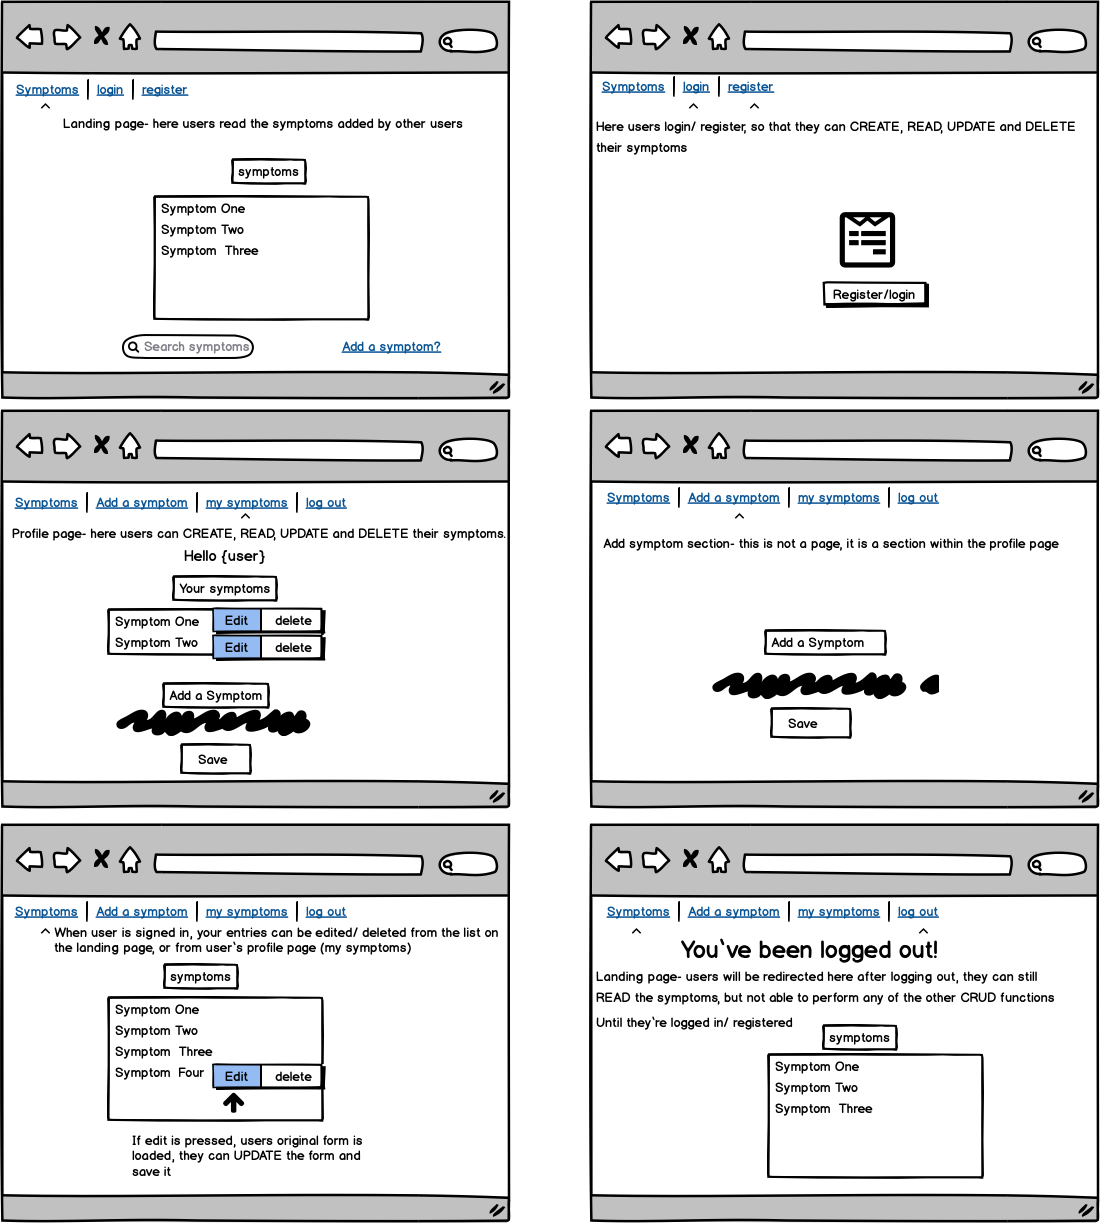 Symptoms login register
Landing page- here users read the symptoms added by other users
symptoms
Symptom One
Symptom Two
Symptom Three
Search symptoms
Add a symptom?
Symptoms login register
Here users login/ register, so that they can CREATE, READ, UPDATE and DELETE
their symptoms
Register/login
Symptoms Add a symptom my symptoms log out
Profile page- here users can CREATE, READ, UPDATE and DELETE their symptoms.
Hello {user}
Your symptoms
Symptom One Edit delete
Symptom Two Edit delete
Add a Symptom
Save
Symptoms Add a symptom my symptoms log out
Add symptom section- this is not a page, it is a section within the profile page
Add a Symptom
Save
Symptoms Add a symptom my symptoms log out
When user is signed in, your entries can be edited/ deleted from the list on
the landing page, or from user`s profile page (my symptoms)
symptoms
Symptom One
Symptom Two
Symptom Three
Symptom Four Edit delete
If edit is pressed, users original form is
loaded, they can UPDATE the form and
save it
Symptoms Add a symptom my symptoms log out
You`ve been logged out!
Landing page- users will be redirected here after logging out, they can still
READ the symptoms, but not able to perform any of the other CRUD functions
Until they`re logged in/ registered
symptoms
Symptom One
Symptom Two
Symptom Three